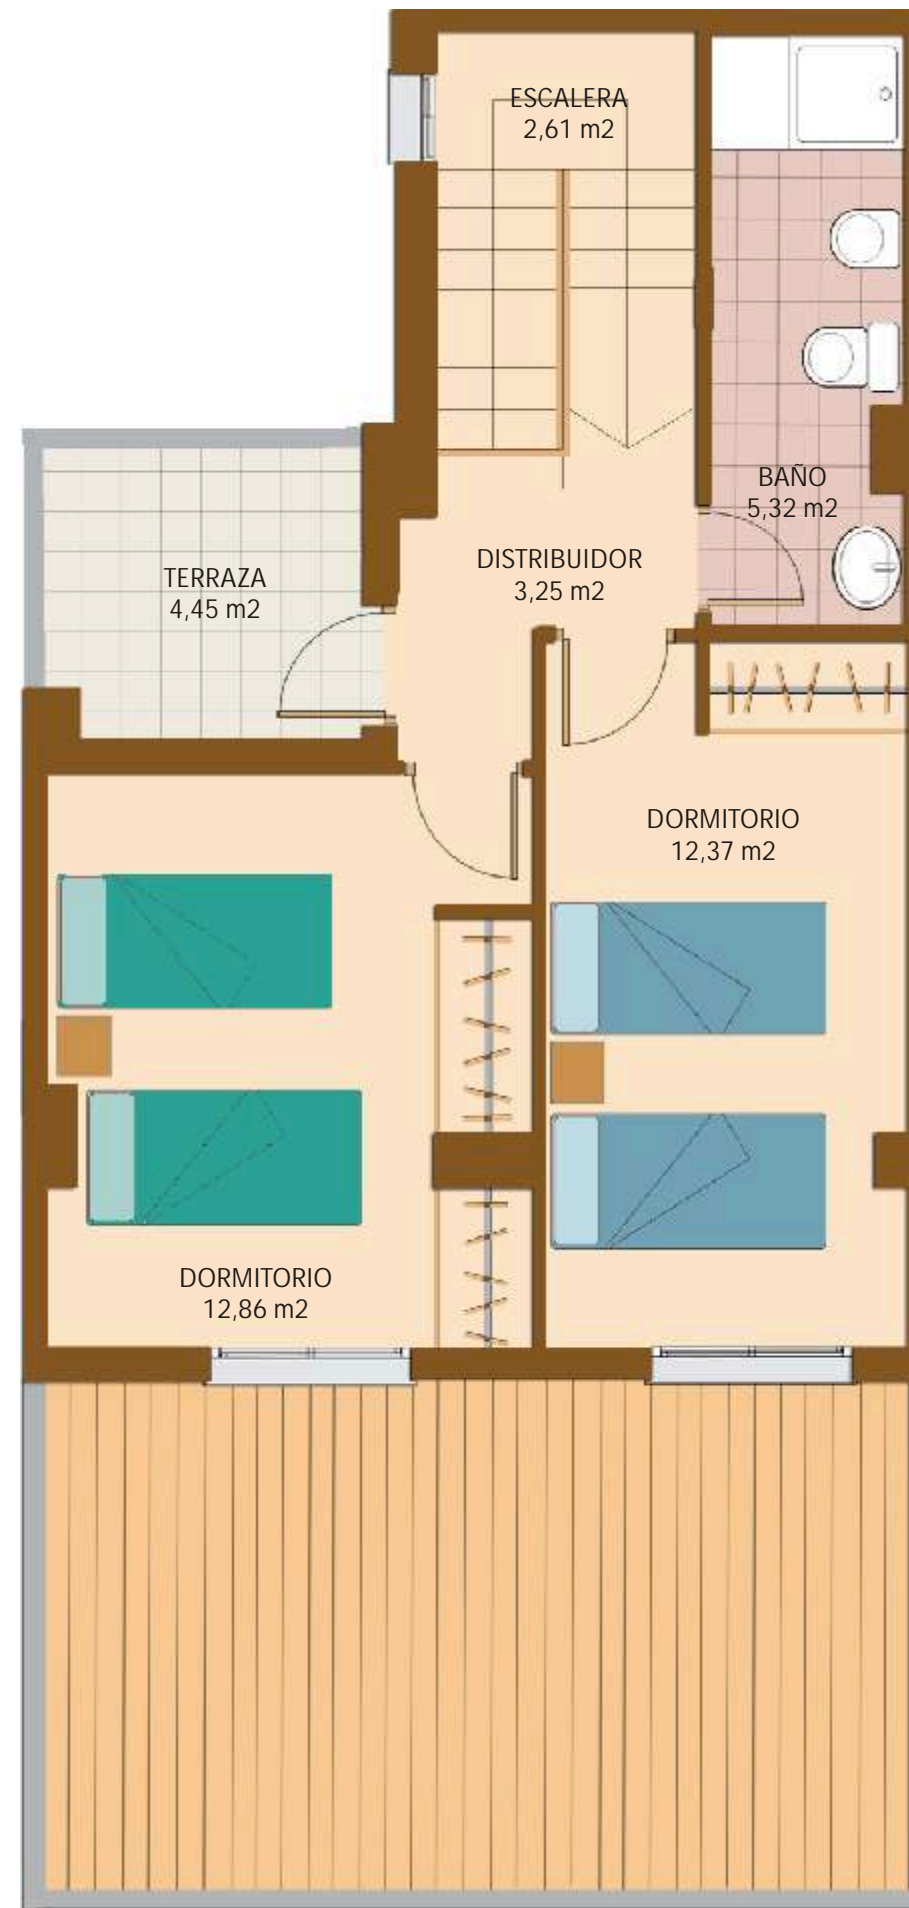 ESCALERA
2,61 m2
BAÑO
5,32 m2
DISTRIBUIDOR
3,25 m2
TERRAZA
4,45 m2
DORMITORIO
12,37 m2
DORMITORIO
12,86 m2